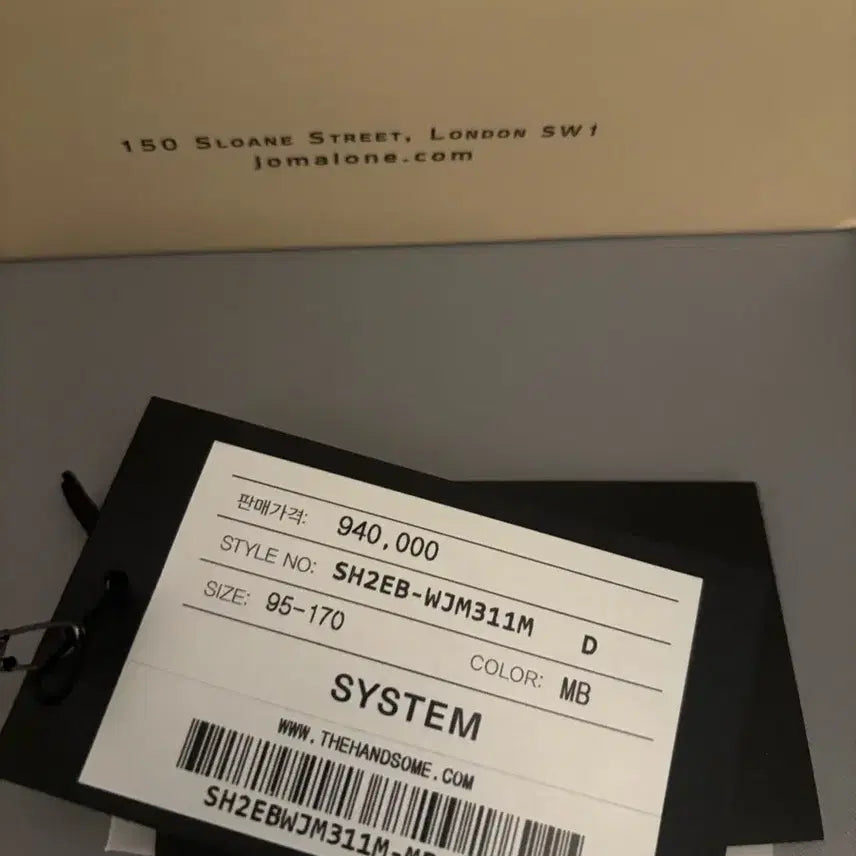 150 SLOANE STREET, LONDON SW1
jomalone.com
판매가격: 940,000
STYLE NO: SH2EB-WJM311M D
SIZE: 95-170
COLOR: MB
SYSTEM
WWW.THEHANDSOME.COM
SH2EBWJM311M-